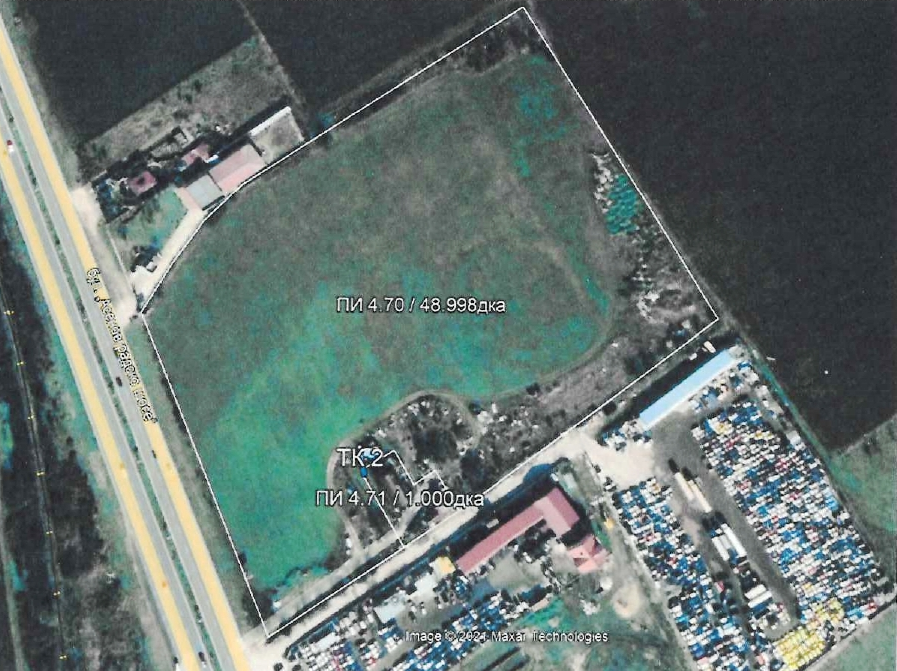 ПИ 4.70 / 48.998дка
ТК.2
ПИ 4.71 / 1.000дка
Image © 2021 Maxar Technologies